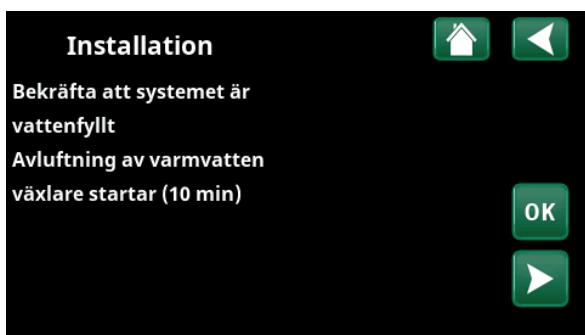 Installation
Bekräfta att systemet är
vattenfyllt
Avluftning av varmvatten
växlare startar (10 min)
OK